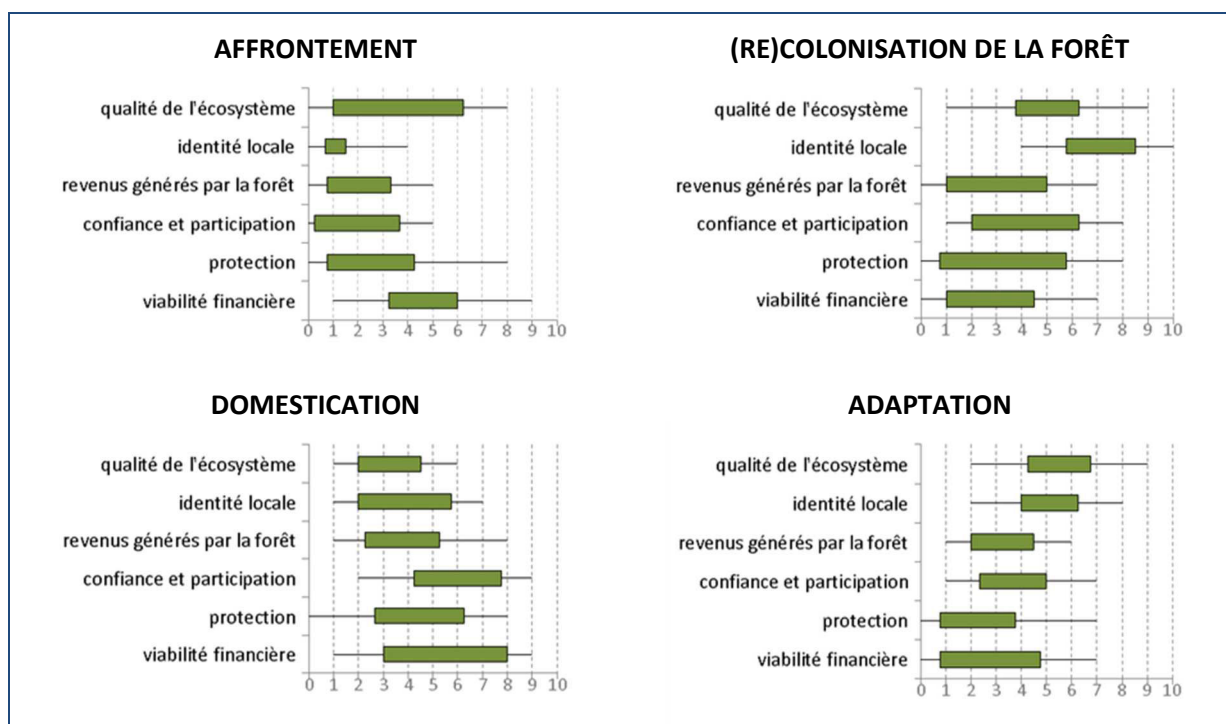 AFFRONTEMENT
qualité de l'écosystème
identité locale
revenus générés par la forêt
confiance et participation
protection
viabilité financière
0 1 2 3 4 5 6 7 8 9 10
(RE)COLONISATION DE LA FORÊT
qualité de l'écosystème
identité locale
revenus générés par la forêt
confiance et participation
protection
viabilité financière
0 1 2 3 4 5 6 7 8 9 10
DOMESTICATION
qualité de l'écosystème
identité locale
revenus générés par la forêt
confiance et participation
protection
viabilité financière
0 1 2 3 4 5 6 7 8 9 10
ADAPTATION
qualité de l'écosystème
identité locale
revenus générés par la forêt
confiance et participation
protection
viabilité financière
0 1 2 3 4 5 6 7 8 9 10